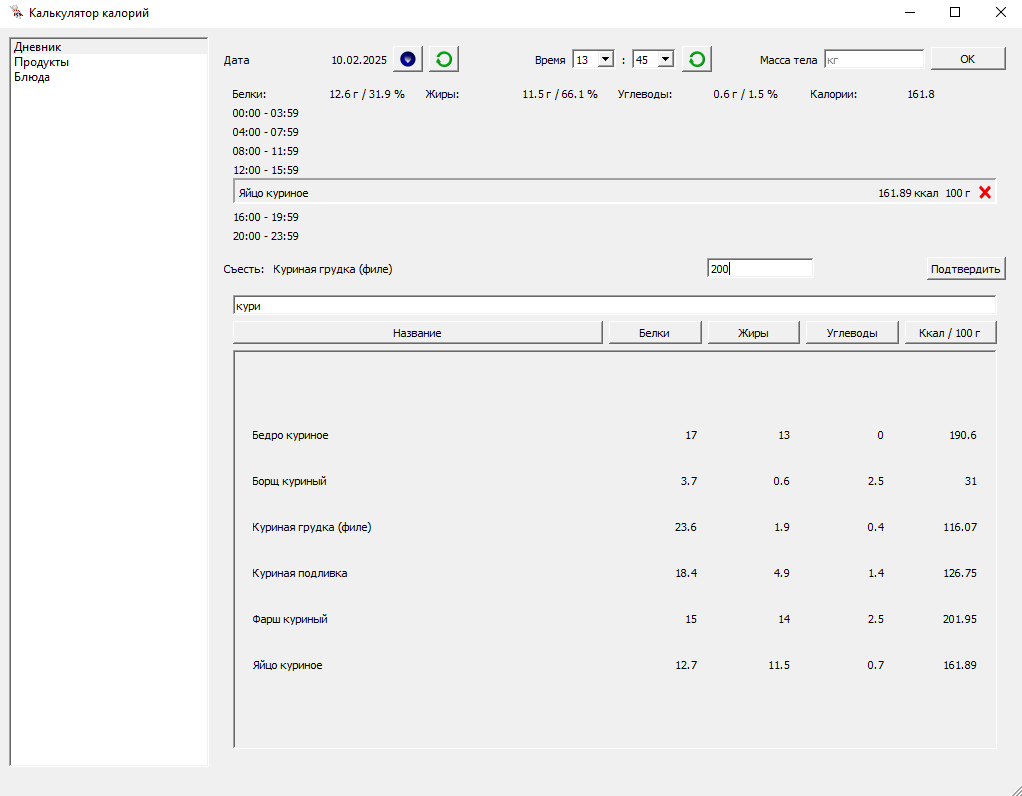 Калькулятор калорий
Дневник
Продукты
Блюда
Дата 10.02.2025 Время 13 : 45 Масса тела кг OK
Белки: 12.6 г / 31.9 % Жиры: 11.5 г / 66.1 % Углеводы: 0.6 г / 1.5 % Калории: 161.8
00:00 - 03:59
04:00 - 07:59
08:00 - 11:59
12:00 - 15:59
Яйцо куриное 161.89 ккал 100 г
16:00 - 19:59
20:00 - 23:59
Съесть: Куриная грудка (филе) 200 Подтвердить
кури
Название Белки Жиры Углеводы Ккал / 100 г
Бедро куриное 17 13 0 190.6
Борщ куриный 3.7 0.6 2.5 31
Куриная грудка (филе) 23.6 1.9 0.4 116.07
Куриная подливка 18.4 4.9 1.4 126.75
Фарш куриный 15 14 2.5 201.95
Яйцо куриное 12.7 11.5 0.7 161.89